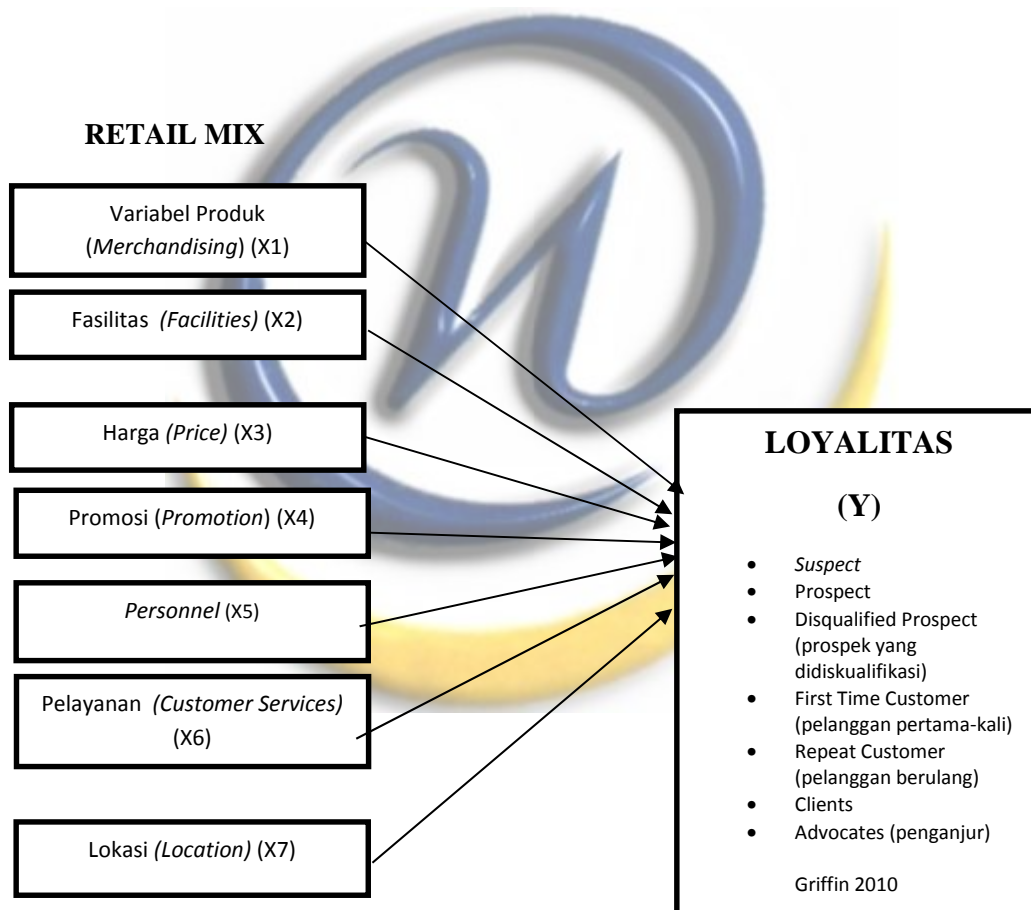 RETAIL MIX
Variabel Produk
(Merchandising) (X1)
Fasilitas (Facilities) (X2)
Harga (Price) (X3)
Promosi (Promotion) (X4)
Personnel (X5)
Pelayanan (Customer Services)
(X6)
Lokasi (Location) (X7)
LOYALITAS
(Y)
• Suspect
• Prospect
• Disqualified Prospect
(prospek yang
didiskualifikasi)
• First Time Customer
(pelanggan pertama-kali)
• Repeat Customer
(pelanggan berulang)
• Clients
• Advocates (penganjur)
Griffin 2010